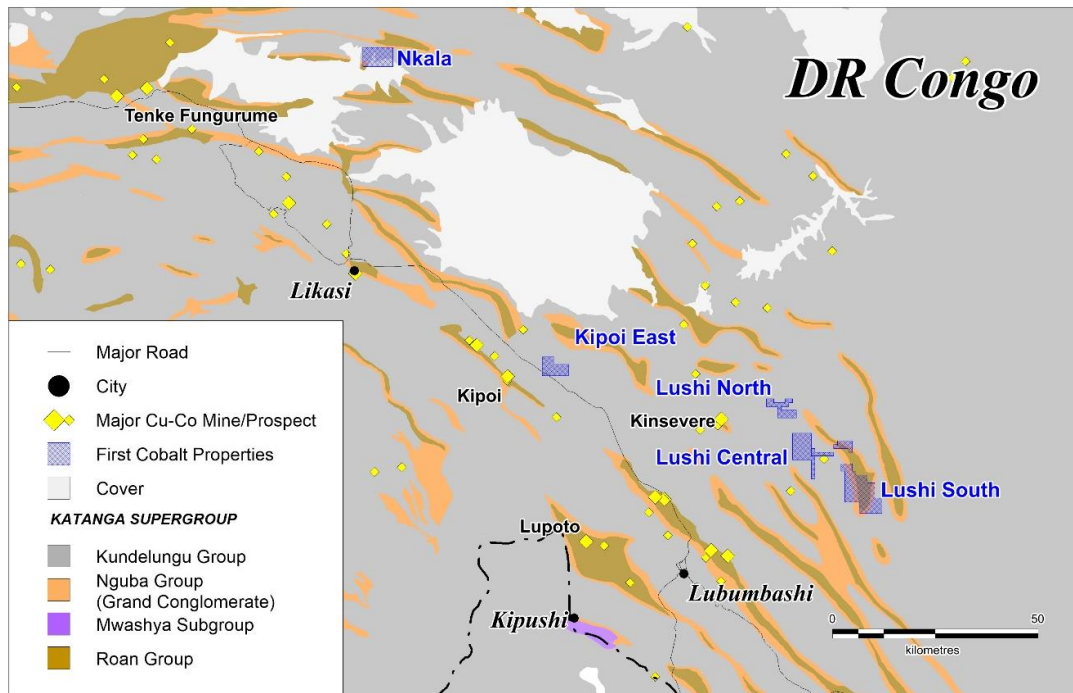 Nkala
DR Congo
Tenke Fungurume
Likasi
Kipoi East
Kipoi
Lushi North
Kinsevere
Lushi Central
Lushi South
Lupoto
Lubumbashi
Kipushi
Major Road
City
Major Cu-Co Mine/Prospect
First Cobalt Properties
Cover
KATANGA SUPERGROUP
Kundelungu Group
Nguba Group
(Grand Conglomerate)
Mwashya Subgroup
Roan Group
0 50
kilometres